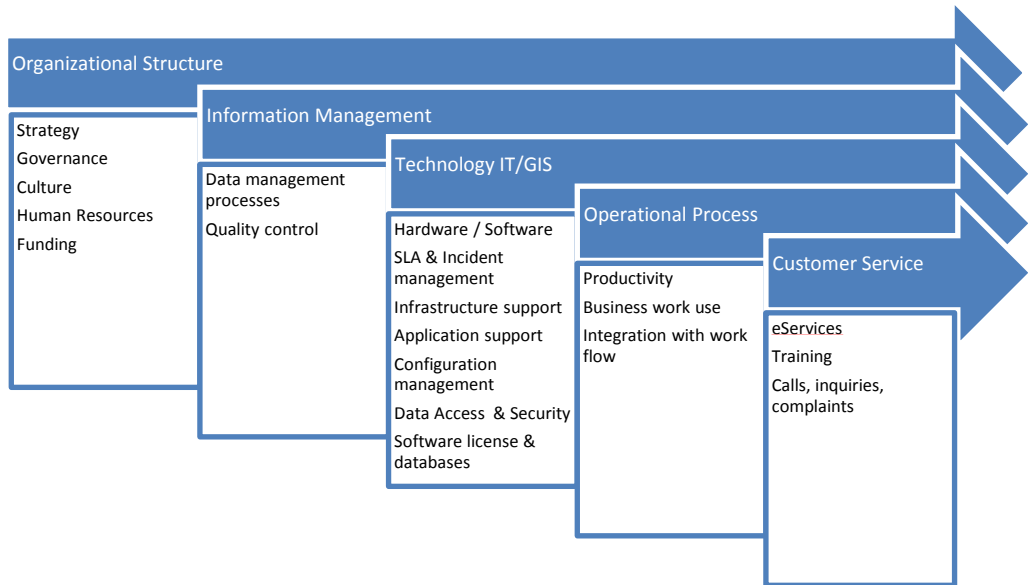 Organizational Structure
Strategy
Governance
Culture
Human Resources
Funding
Information Management
Data management
processes
Quality control
Technology IT/GIS
Hardware / Software
SLA & Incident
management
Infrastructure support
Application support
Configuration
management
Data Access  & Security
Software license &
databases
Operational Process
Productivity
Business work use
Integration with work
flow
Customer Service
eServices
Training
Calls, inquiries,
complaints